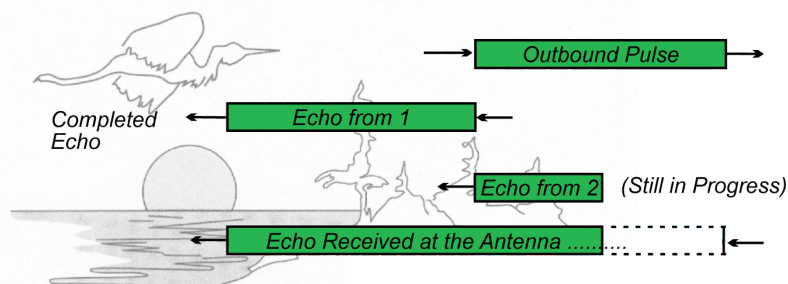 Outbound Pulse
Echo from 1
Completed
Echo
Echo from 2
(Still in Progress)
Echo Received at the Antenna ..........